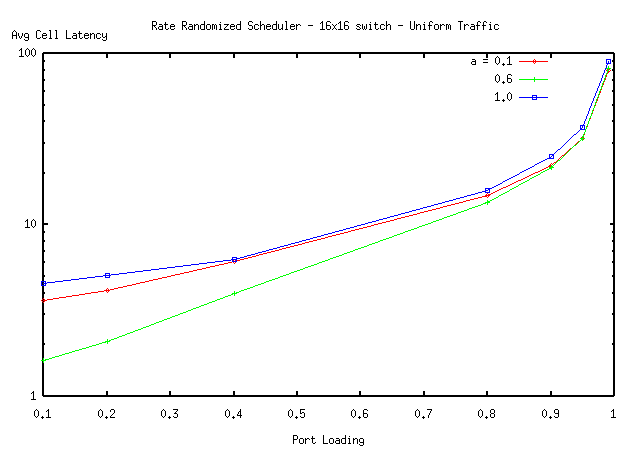 Rate Randomized Scheduler - 16x16 switch - Uniform Traffic
Avg Cell Latency
100
a = 0.1
0.6
1.0
10
1
0.1 0.2 0.3 0.4 0.5 0.6 0.7 0.8 0.9 1
Port Loading